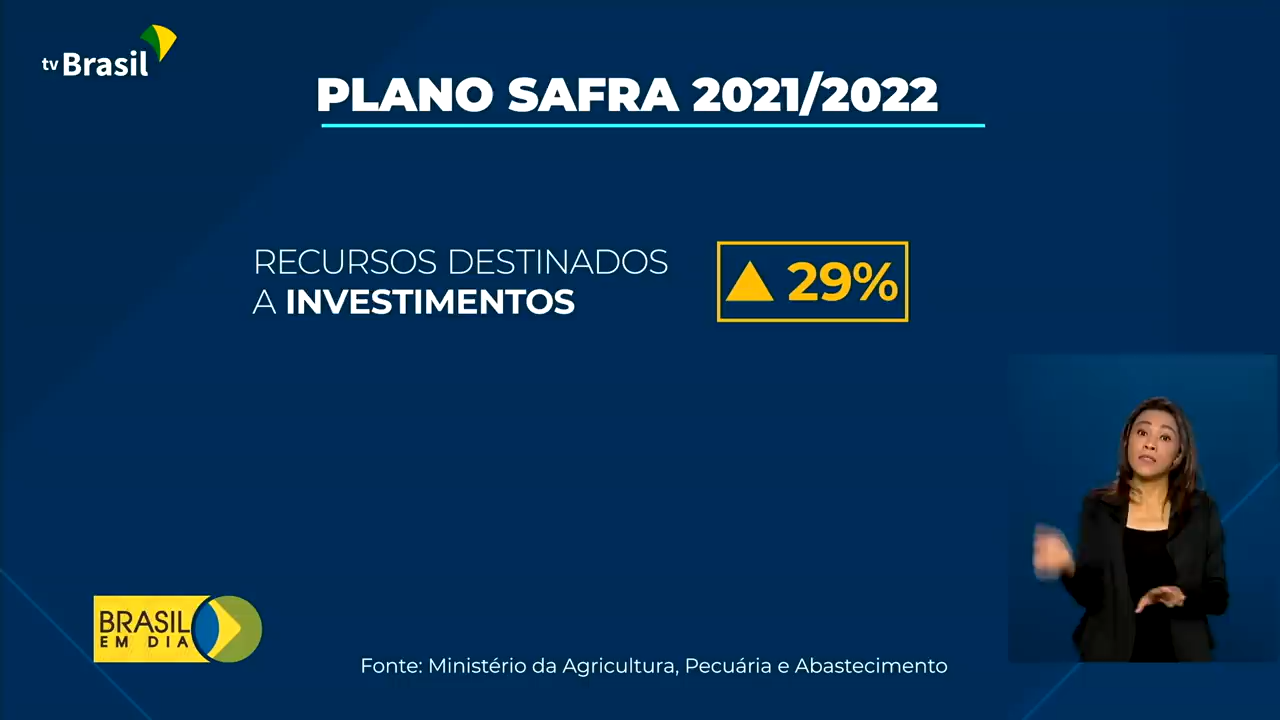 tv Brasil
PLANO SAFRA 2021/2022
RECURSOS DESTINADOS
A INVESTIMENTOS
▲ 29%
BRASIL
EM DIA
Fonte: Ministério da Agricultura, Pecuária e Abastecimento